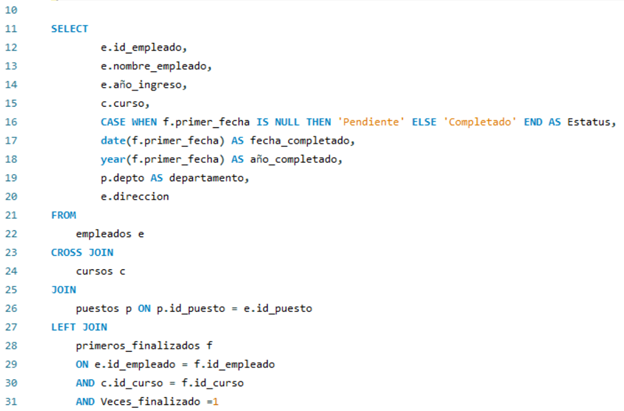 10
11 SELECT
12 e.id_empleado,
13 e.nombre_empleado,
14 e.año_ingreso,
15 c.curso,
16 CASE WHEN f.primer_fecha IS NULL THEN 'Pendiente' ELSE 'Completado' END AS Estatus,
17 date(f.primer_fecha) AS fecha_completado,
18 year(f.primer_fecha) AS año_completado,
19 p.depto AS departamento,
20 e.direccion
21 FROM
22 empleados e
23 CROSS JOIN
24 cursos c
25 JOIN
26 puestos p ON p.id_puesto = e.id_puesto
27 LEFT JOIN
28 primeros_finalizados f
29 ON e.id_empleado = f.id_empleado
30 AND c.id_curso = f.id_curso
31 AND Veces_finalizado =1